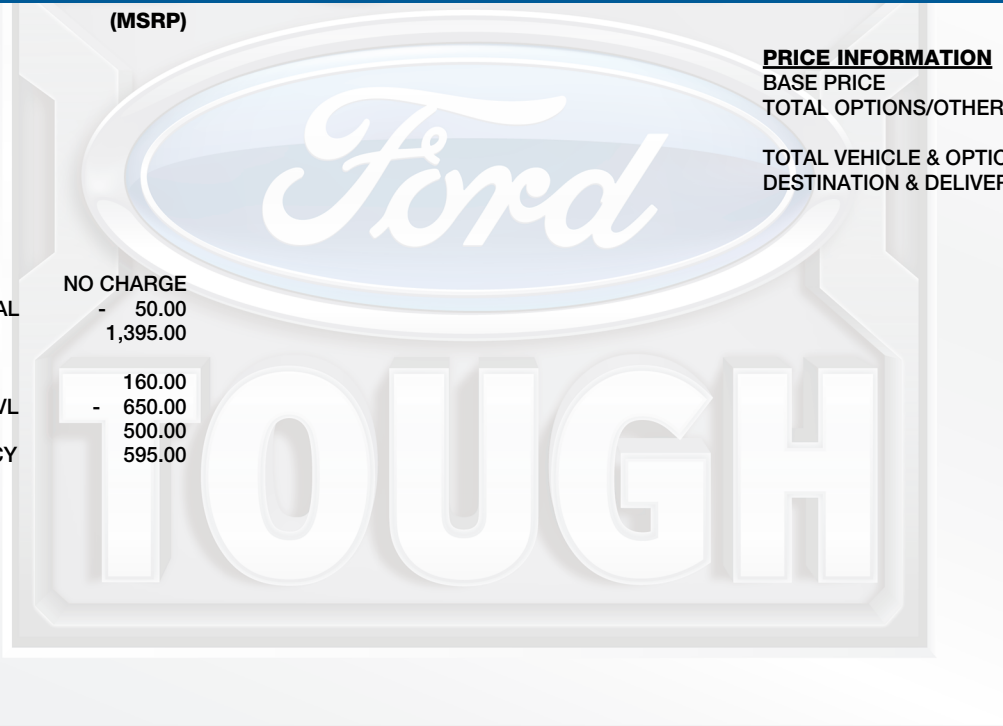 (MSRP)
PRICE INFORMATION
BASE PRICE
TOTAL OPTIONS/OTHER
TOTAL VEHICLE & OPTIO
DESTINATION & DELIVER
Ford
NO CHARGE
AL - 50.00
1,395.00
160.00
VL - 650.00
500.00
CY 595.00
TOUGH